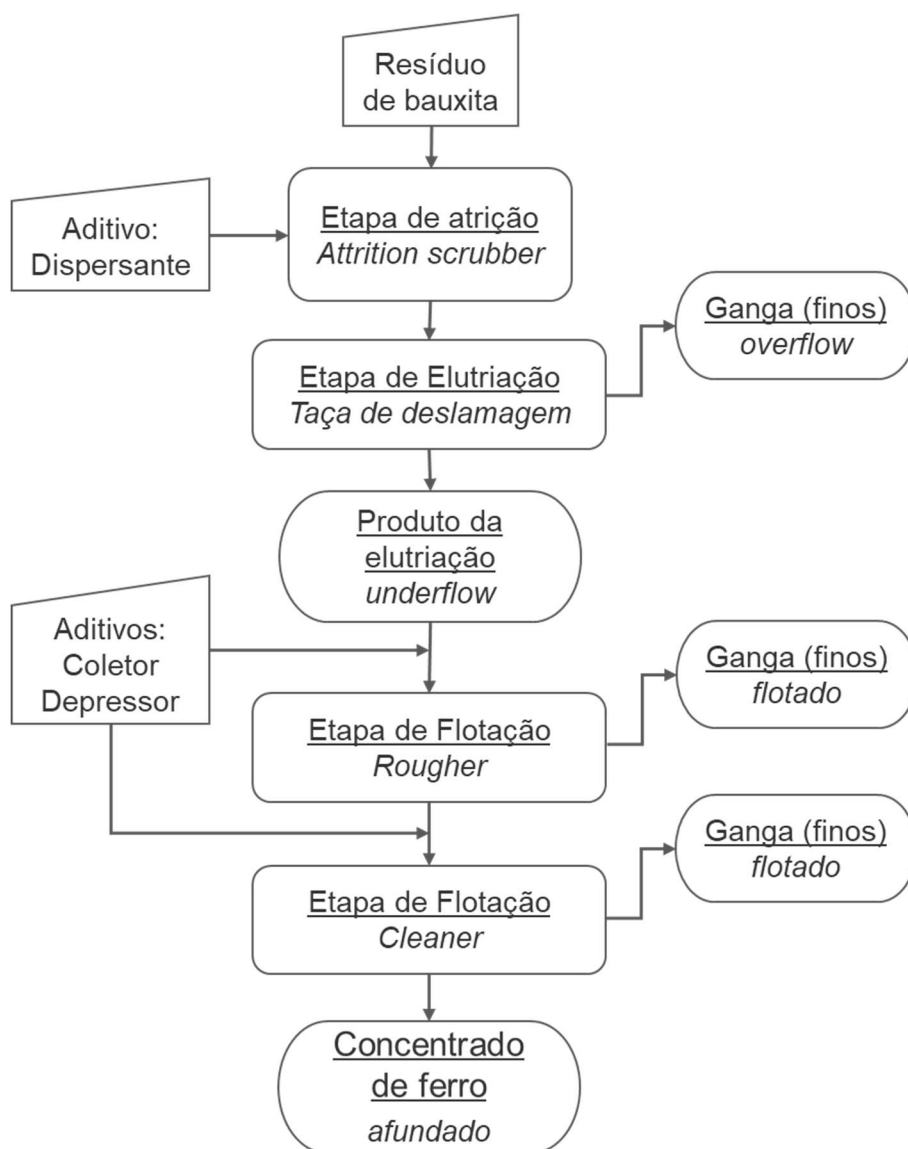 Resíduo
de bauxita
Aditivo:
Dispersante
Etapa de atrição
Attrition scrubber
Ganga (finos)
overflow
Etapa de Elutriação
Taça de deslamagem
Produto da
elutriação
underflow
Aditivos:
Coletor
Depressor
Ganga (finos)
flotado
Etapa de Flotação
Rougher
Ganga (finos)
flotado
Etapa de Flotação
Cleaner
Concentrado
de ferro
afundado